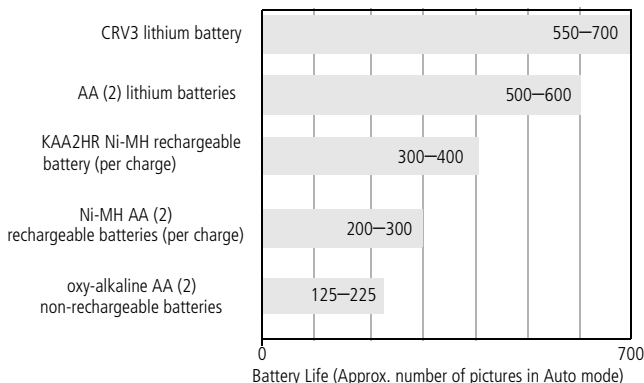 CRV3 lithium battery
550—700
AA (2) lithium batteries
500—600
KAA2HR Ni-MH rechargeable
battery (per charge)
300—400
Ni-MH AA (2)
rechargeable batteries (per charge)
200—300
oxy-alkaline AA (2)
non-rechargeable batteries
125—225
0
700
Battery Life (Approx. number of pictures in Auto mode)